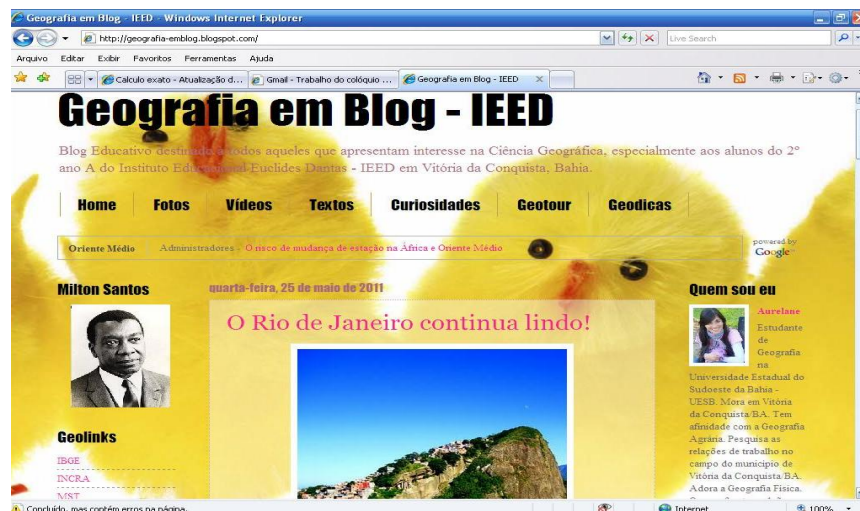 Geografia em Blog - IEED - Windows Internet Explorer
http://geografia-emblog.blogspot.com/
Live Search
Arquivo Editar Exibir Favoritos Ferramentas Ajuda
Calculo exato - Atualização d...
Gmail - Trabalho do colóquio ...
Geografia em Blog - IEED
Geografia em Blog - IEED
Blog Educativo destinado a todos aqueles que apresentam interesse na Ciência Geográfica, especialmente aos alunos do 2º
ano A do Instituto Educacional Euclides Dantas - IEED em Vitória da Conquista, Bahia.
Home Fotos Vídeos Textos Curiosidades Geotour Geodicas
Oriente Médio Administradores - O risco de mudança de estação na África e Oriente Médio
powered by
Google
Milton Santos
Geolinks
IBGE
INCRA
MST
quarta-feira, 25 de maio de 2011
O Rio de Janeiro continua lindo!
Quem sou eu
Aurelane
Estudante
de
Geografia
na
Universidade Estadual do
Sudoeste da Bahia -
UESB. Mora em Vitória
da Conquista/BA. Tem
afinidade com a Geografia
Agrária. Pesquisa as
relações de trabalho no
campo do município de
Vitória da Conquista/BA.
Adora a Geografia Física.
Concluído, mas contém erros na página.
Internet
100%